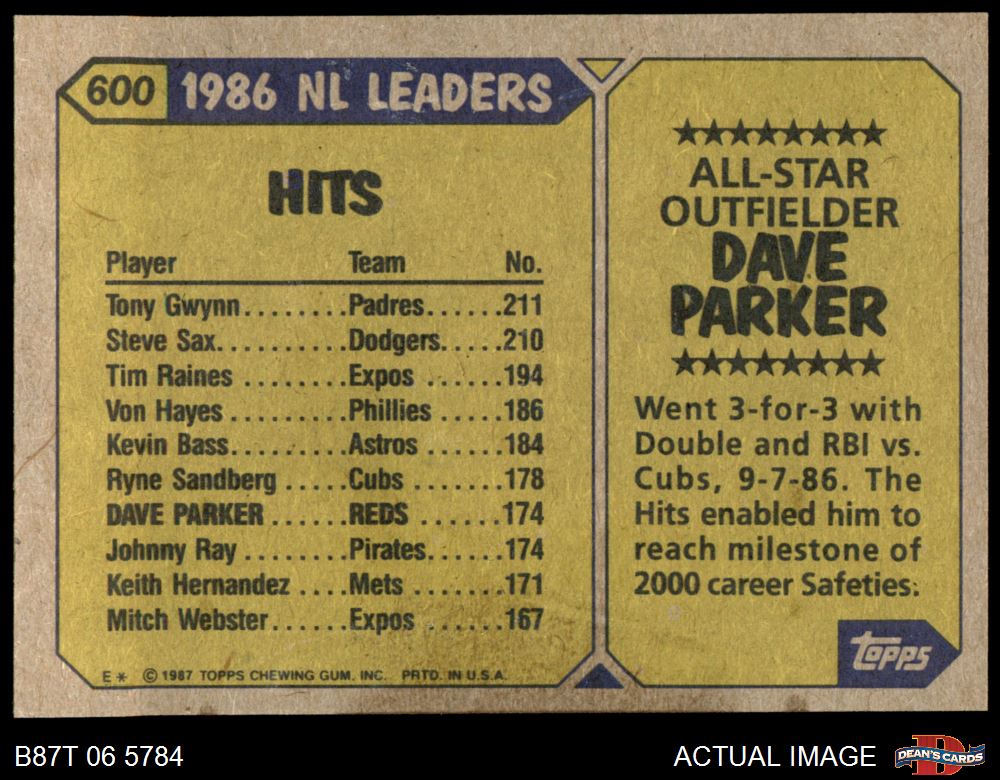 600 1986 NL LEADERS
HITS
Player Team No.
Tony Gwynn........Padres......211
Steve Sax..........Dodgers.....210
Tim Raines ........Expos ......194
Von Hayes .........Phillies ......186
Kevin Bass.........Astros ......184
Ryne Sandberg .....Cubs .......178
DAVE PARKER ......REDS ......174
Johnny Ray ........Pirates......174
Keith Hernandez ....Mets .......171
Mitch Webster......Expos ......167
E* © 1987 TOPPS CHEWING GUM, INC. PRTD. IN U.S.A.
★★★★★★★★
ALL-STAR
OUTFIELDER
DAVE
PARKER
★★★★★★★★
Went 3-for-3 with
Double and RBI vs.
Cubs, 9-7-86. The
Hits enabled him to
reach milestone of
2000 career Safeties.
Topps
B87T 06 5784
ACTUAL IMAGE
DEAN'S CARDS